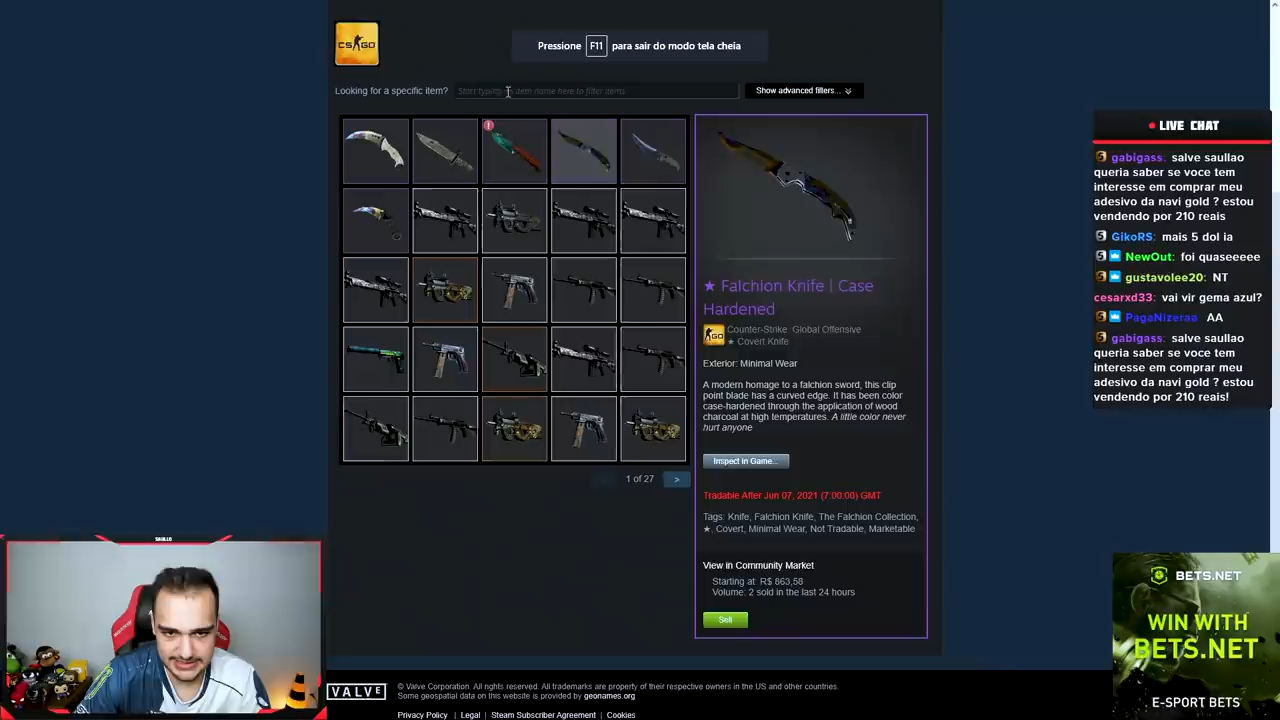 CS GO
Pressione F11 para sair do modo tela cheia
Looking for a specific item?
Start typing an item name here to filter items
Show advanced filters...
★ Falchion Knife | Case
Hardened
Counter-Strike: Global Offensive
★ Covert Knife
Exterior: Minimal Wear
A modern homage to a falchion sword, this clip
point blade has a curved edge. It has been color
case-hardened through the application of wood
charcoal at high temperatures. A little color never
hurt anyone
Inspect in Game...
Tradable After Jun 07, 2021 (7:00:00) GMT
Tags: Knife, Falchion Knife, The Falchion Collection,
★, Covert, Minimal Wear, Not Tradable, Marketable
View in Community Market
Starting at: R$ 863,58
Volume: 2 sold in the last 24 hours
Sell
1 of 27 >
LIVE CHAT
gabigass: salve saullao
queria saber se voce tem
interesse em comprar meu
adesivo da navi gold ? estou
vendendo por 210 reais
GikoRS: mais 5 dol ia
NewOut: foi quaseeeee
gustavolee20: NT
cesarxd33: vai vir gema azul?
PagaNizeraa: AA
gabigass: salve saullao
queria saber se voce tem
interesse em comprar meu
adesivo da navi gold ? estou
vendendo por 210 reais!
SAULLO
BETS.NET
WIN WITH
BETS.NET
E-SPORT BETS
VALVE
© Valve Corporation. All rights reserved. All trademarks are property of their respective owners in the US and other countries.
Some geospatial data on this website is provided by geonames.org
Privacy Policy | Legal | Steam Subscriber Agreement | Cookies